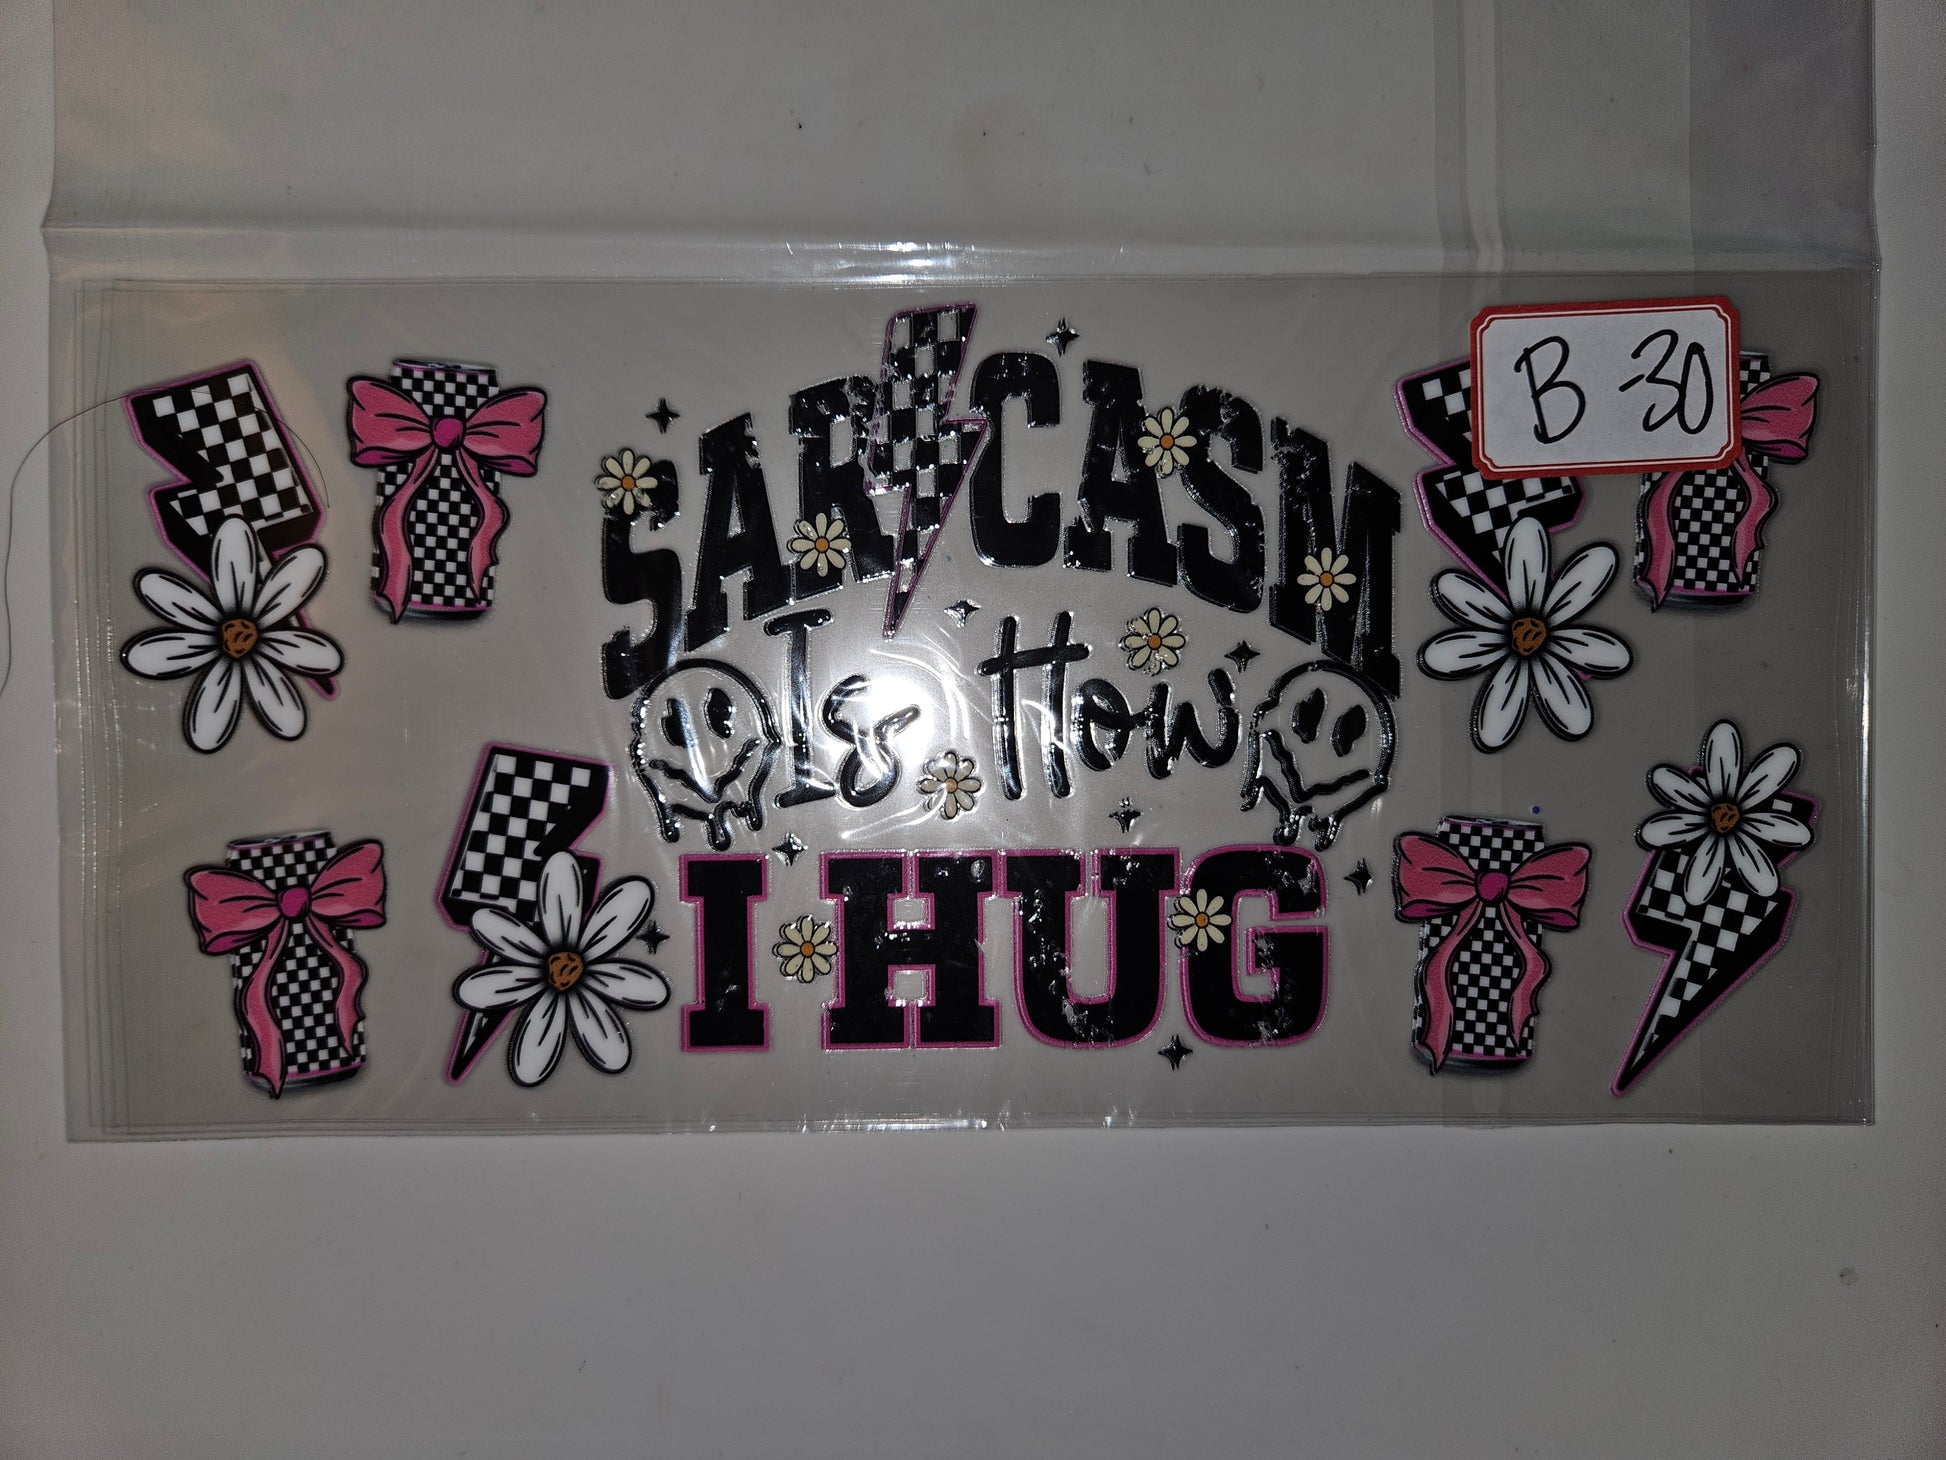 B -30
SARCASM
Is How
I HUG